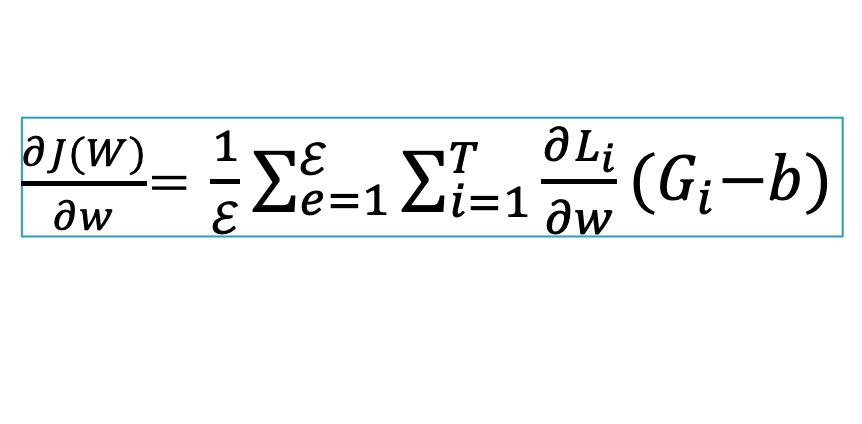 ∂J(W)/∂w = 1/ℰ ∑_{e=1}^{ℰ} ∑_{i=1}^{T} ∂L_i/∂w (G_i−b)